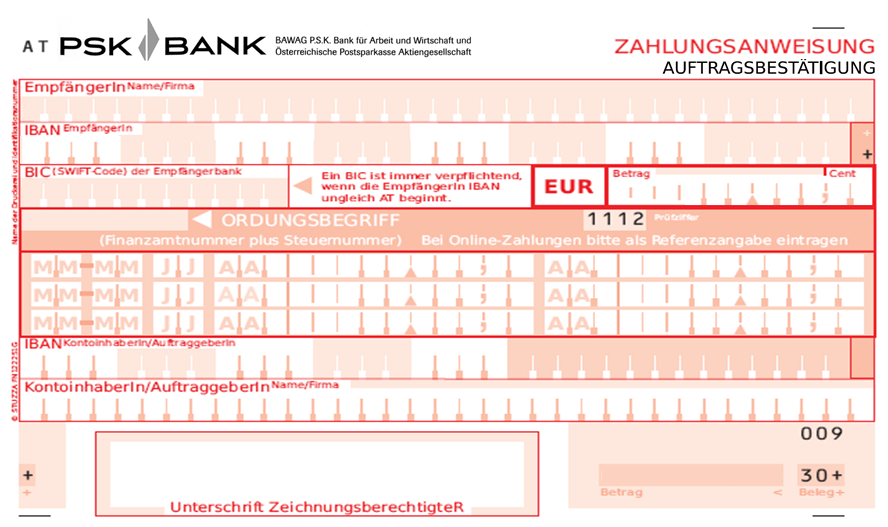 AT PSK BANK BAWAG P.S.K. Bank für Arbeit und Wirtschaft und
Österreichische Postsparkasse Aktiengesellschaft
ZAHLUNGSANWEISUNG
AUFTRAGSBESTÄTIGUNG
EmpfängerIn Name/Firma
IBAN EmpfängerIn
+
+
BIC (SWIFT-Code) der Empfängerbank
Ein BIC ist immer verpflichtend,
wenn die EmpfängerIn IBAN
ungleich AT beginnt.
EUR
Betrag
Cent
ORDUNGSBEGRIFF
1112 Prüfziffer
(Finanzamtnummer plus Steuernummer) Bei Online-Zahlungen bitte als Referenzangabe eintragen
MM-MM JJ AA ; AA ;
MM-MM JJ AA ; AA ;
MM-MM JJ AA ; AA ;
IBAN KontoinhaberIn/AuftraggeberIn
KontoinhaberIn/AuftraggeberIn Name/Firma
009
+
+
30+
Betrag < Beleg+
Unterschrift ZeichnungsberechtigteR
Name der Druckerei und Identifikationsnummer